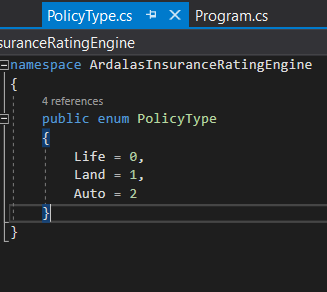 PolicyType.cs Program.cs
suranceRatingEngine
namespace ArdalasInsuranceRatingEngine
{
4 references
public enum PolicyType
{
Life = 0,
Land = 1,
Auto = 2
}
}